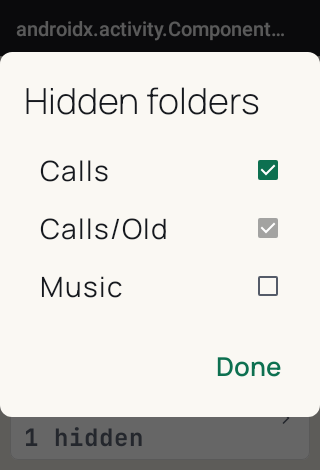 androidx.activity.Component…
Hidden folders
Calls
Calls/Old
Music
Done
1 hidden